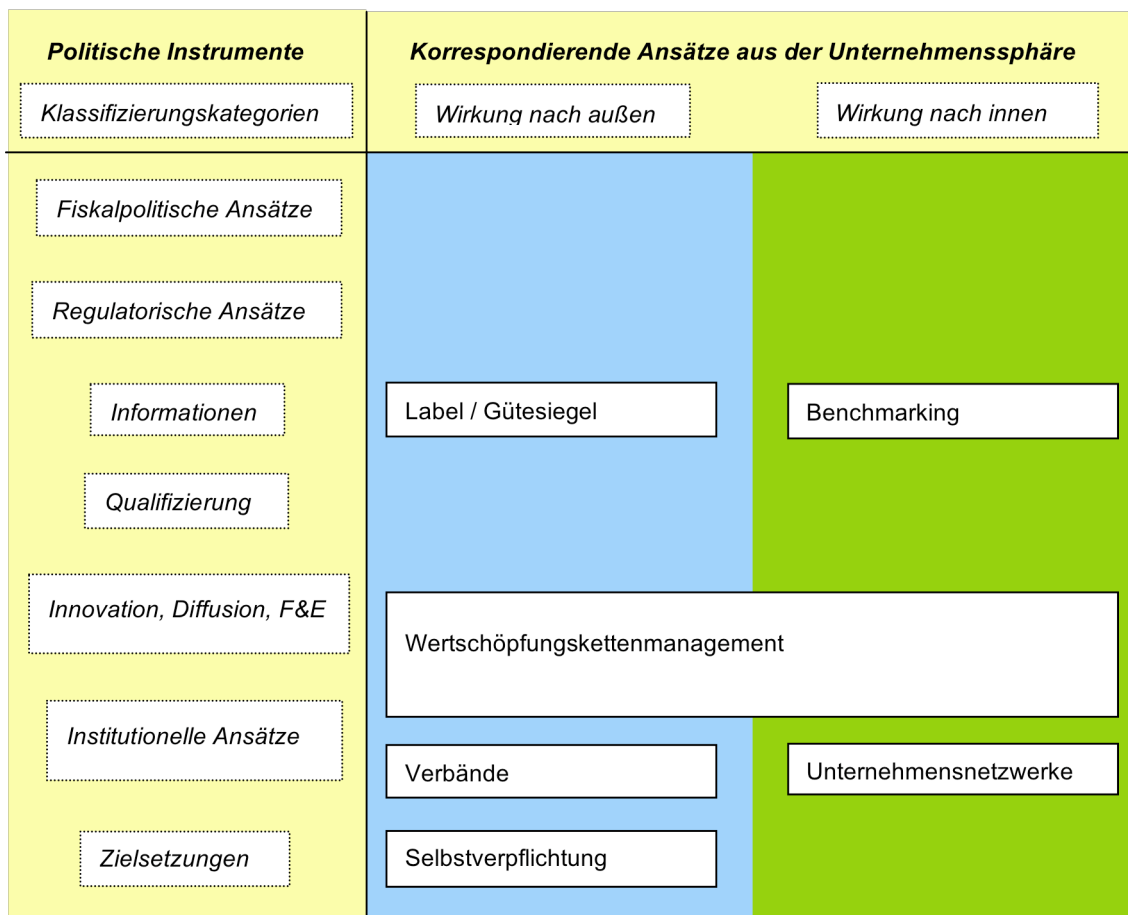 Politische Instrumente
Korrespondierende Ansätze aus der Unternehmenssphäre
Klassifizierungskategorien
Wirkung nach außen
Wirkung nach innen
Fiskalpolitische Ansätze
Regulatorische Ansätze
Informationen
Label / Gütesiegel
Benchmarking
Qualifizierung
Innovation, Diffusion, F&E
Wertschöpfungskettenmanagement
Institutionelle Ansätze
Verbände
Unternehmensnetzwerke
Zielsetzungen
Selbstverpflichtung